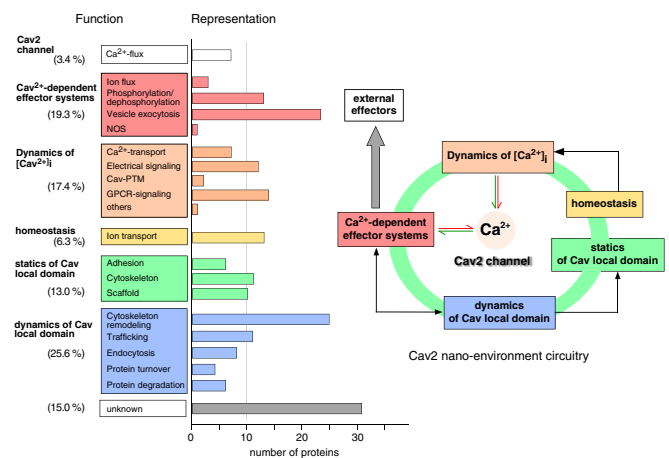 Function
Representation
Cav2
channel
(3.4 %)
Ca²⁺-flux
Cav²⁺-dependent
effector systems
(19.3 %)
Ion flux
Phosphorylation/
dephosphorylation
Vesicle exocytosis
NOS
Dynamics of
[Cav²⁺]i
(17.4 %)
Ca²⁺-transport
Electrical signaling
Cav-PTM
GPCR-signaling
others
homeostasis
(6.3 %)
Ion transport
statics of Cav
local domain
(13.0 %)
Adhesion
Cytoskeleton
Scaffold
dynamics of Cav
local domain
(25.6 %)
Cytoskeleton
remodeling
Trafficking
Endocytosis
Protein turnover
Protein degradation
(15.0 %)
unknown
0 10 20 30
number of proteins
external
effectors
Dynamics of [Ca²⁺]i
homeostasis
Ca²⁺-dependent
effector systems
Ca²⁺
Cav2 channel
statics
of Cav local domain
dynamics
of Cav local domain
Cav2 nano-environment circuitry